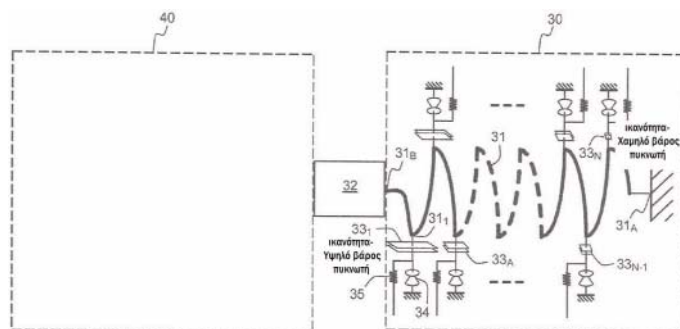 40
30
33N
ικανότητα-
Χαμηλό βάρος
πυκνωτή
31
31B
32
31A
33₁
31₁
ικανότητα-
Υψηλό βάρος
πυκνωτή
33A
33N-1
35
34